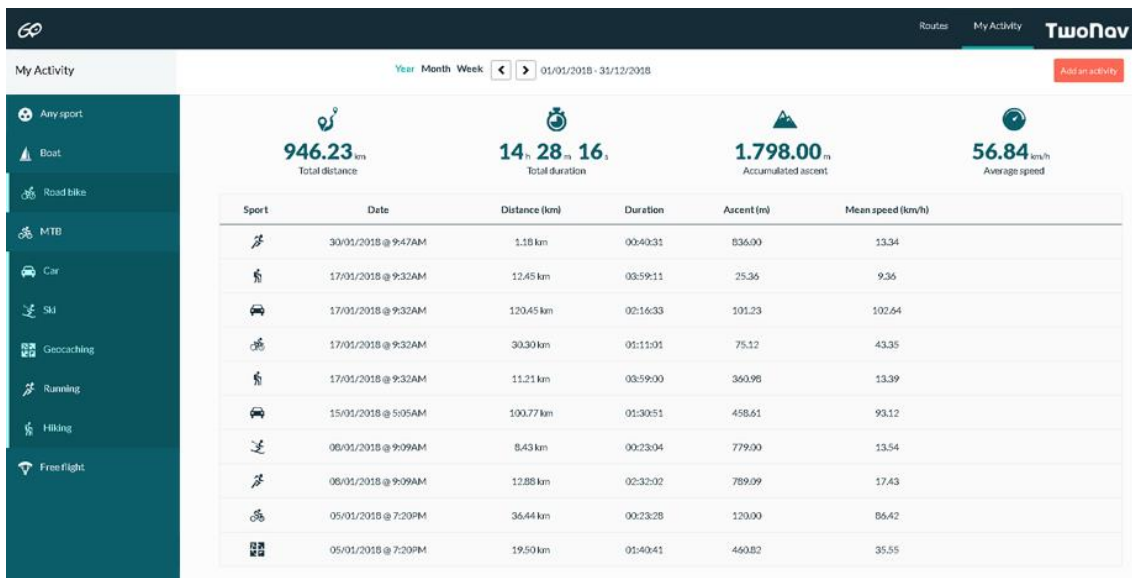 Routes My Activity TwoNav
My Activity
Year Month Week 01/01/2018 - 31/12/2018
Add an activity
Any sport
Boat
Road bike
MTB
Car
Ski
Geocaching
Running
Hiking
Free flight
946.23 km
Total distance
14 h 28 m 16 s
Total duration
1.798.00 m
Accumulated ascent
56.84 km/h
Average speed
Sport Date Distance (km) Duration Ascent (m) Mean speed (km/h)
30/01/2018 @ 9:47AM 1.18 km 00:40:31 836.00 13.34
17/01/2018 @ 9:32AM 12.45 km 03:59:11 25.36 9.36
17/01/2018 @ 9:32AM 120.45 km 02:16:33 101.23 102.64
17/01/2018 @ 9:32AM 30.30 km 01:11:01 75.12 43.35
17/01/2018 @ 9:32AM 11.21 km 03:59:00 360.98 13.39
15/01/2018 @ 5:05AM 100.77 km 01:30:51 458.61 93.12
08/01/2018 @ 9:09AM 8.43 km 00:23:04 779.00 13.54
08/01/2018 @ 9:09AM 12.88 km 02:32:02 789.09 17.43
05/01/2018 @ 7:20PM 36.44 km 00:23:28 120.00 86.42
05/01/2018 @ 7:20PM 19.50 km 01:40:41 460.82 35.55